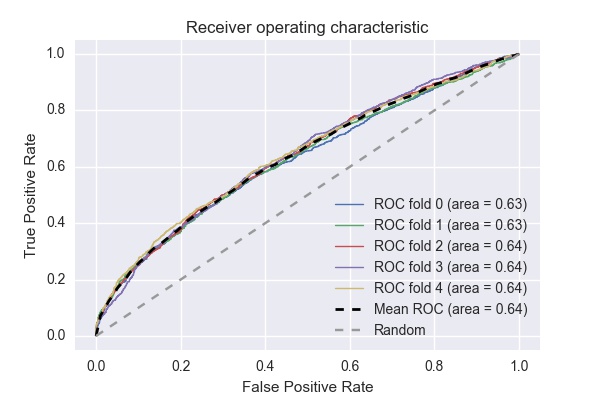 Receiver operating characteristic
True Positive Rate
1.0
0.8
0.6
0.4
0.2
0.0
ROC fold 0 (area = 0.63)
ROC fold 1 (area = 0.63)
ROC fold 2 (area = 0.64)
ROC fold 3 (area = 0.64)
ROC fold 4 (area = 0.64)
Mean ROC (area = 0.64)
Random
0.0 0.2 0.4 0.6 0.8 1.0
False Positive Rate